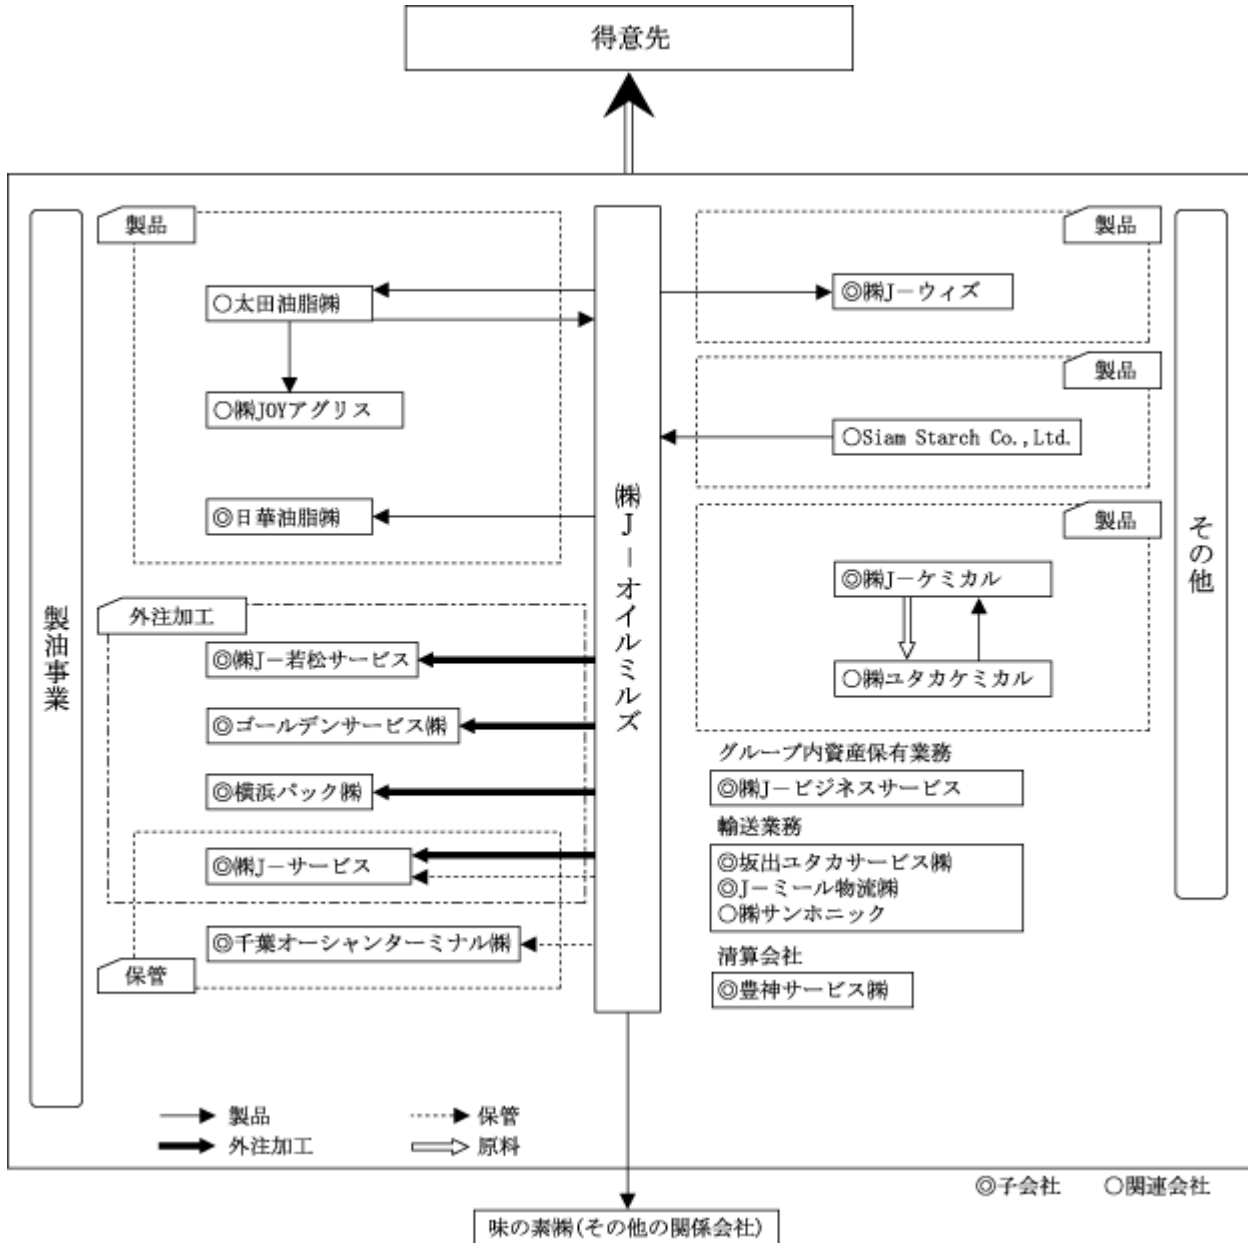 得意先
製油事業
製品
○太田油脂㈱
○㈱JOYアグリス
◎日華油脂㈱
外注加工
◎㈱J－若松サービス
◎ゴールデンサービス㈱
◎横浜パック㈱
◎㈱J－サービス
◎千葉オーシャンターミナル㈱
保管
㈱J－オイルミルズ
製品
◎㈱J－ウィズ
製品
○Siam Starch Co.,Ltd.
製品
◎㈱J－ケミカル
○㈱ユタカケミカル
その他
グループ内資産保有業務
◎㈱J－ビジネスサービス
輸送業務
◎坂出ユタカサービス㈱
◎J－ミール物流㈱
○㈱サンホニック
清算会社
◎豊神サービス㈱
製品
保管
外注加工
原料
◎子会社 ○関連会社
味の素㈱(その他の関係会社)